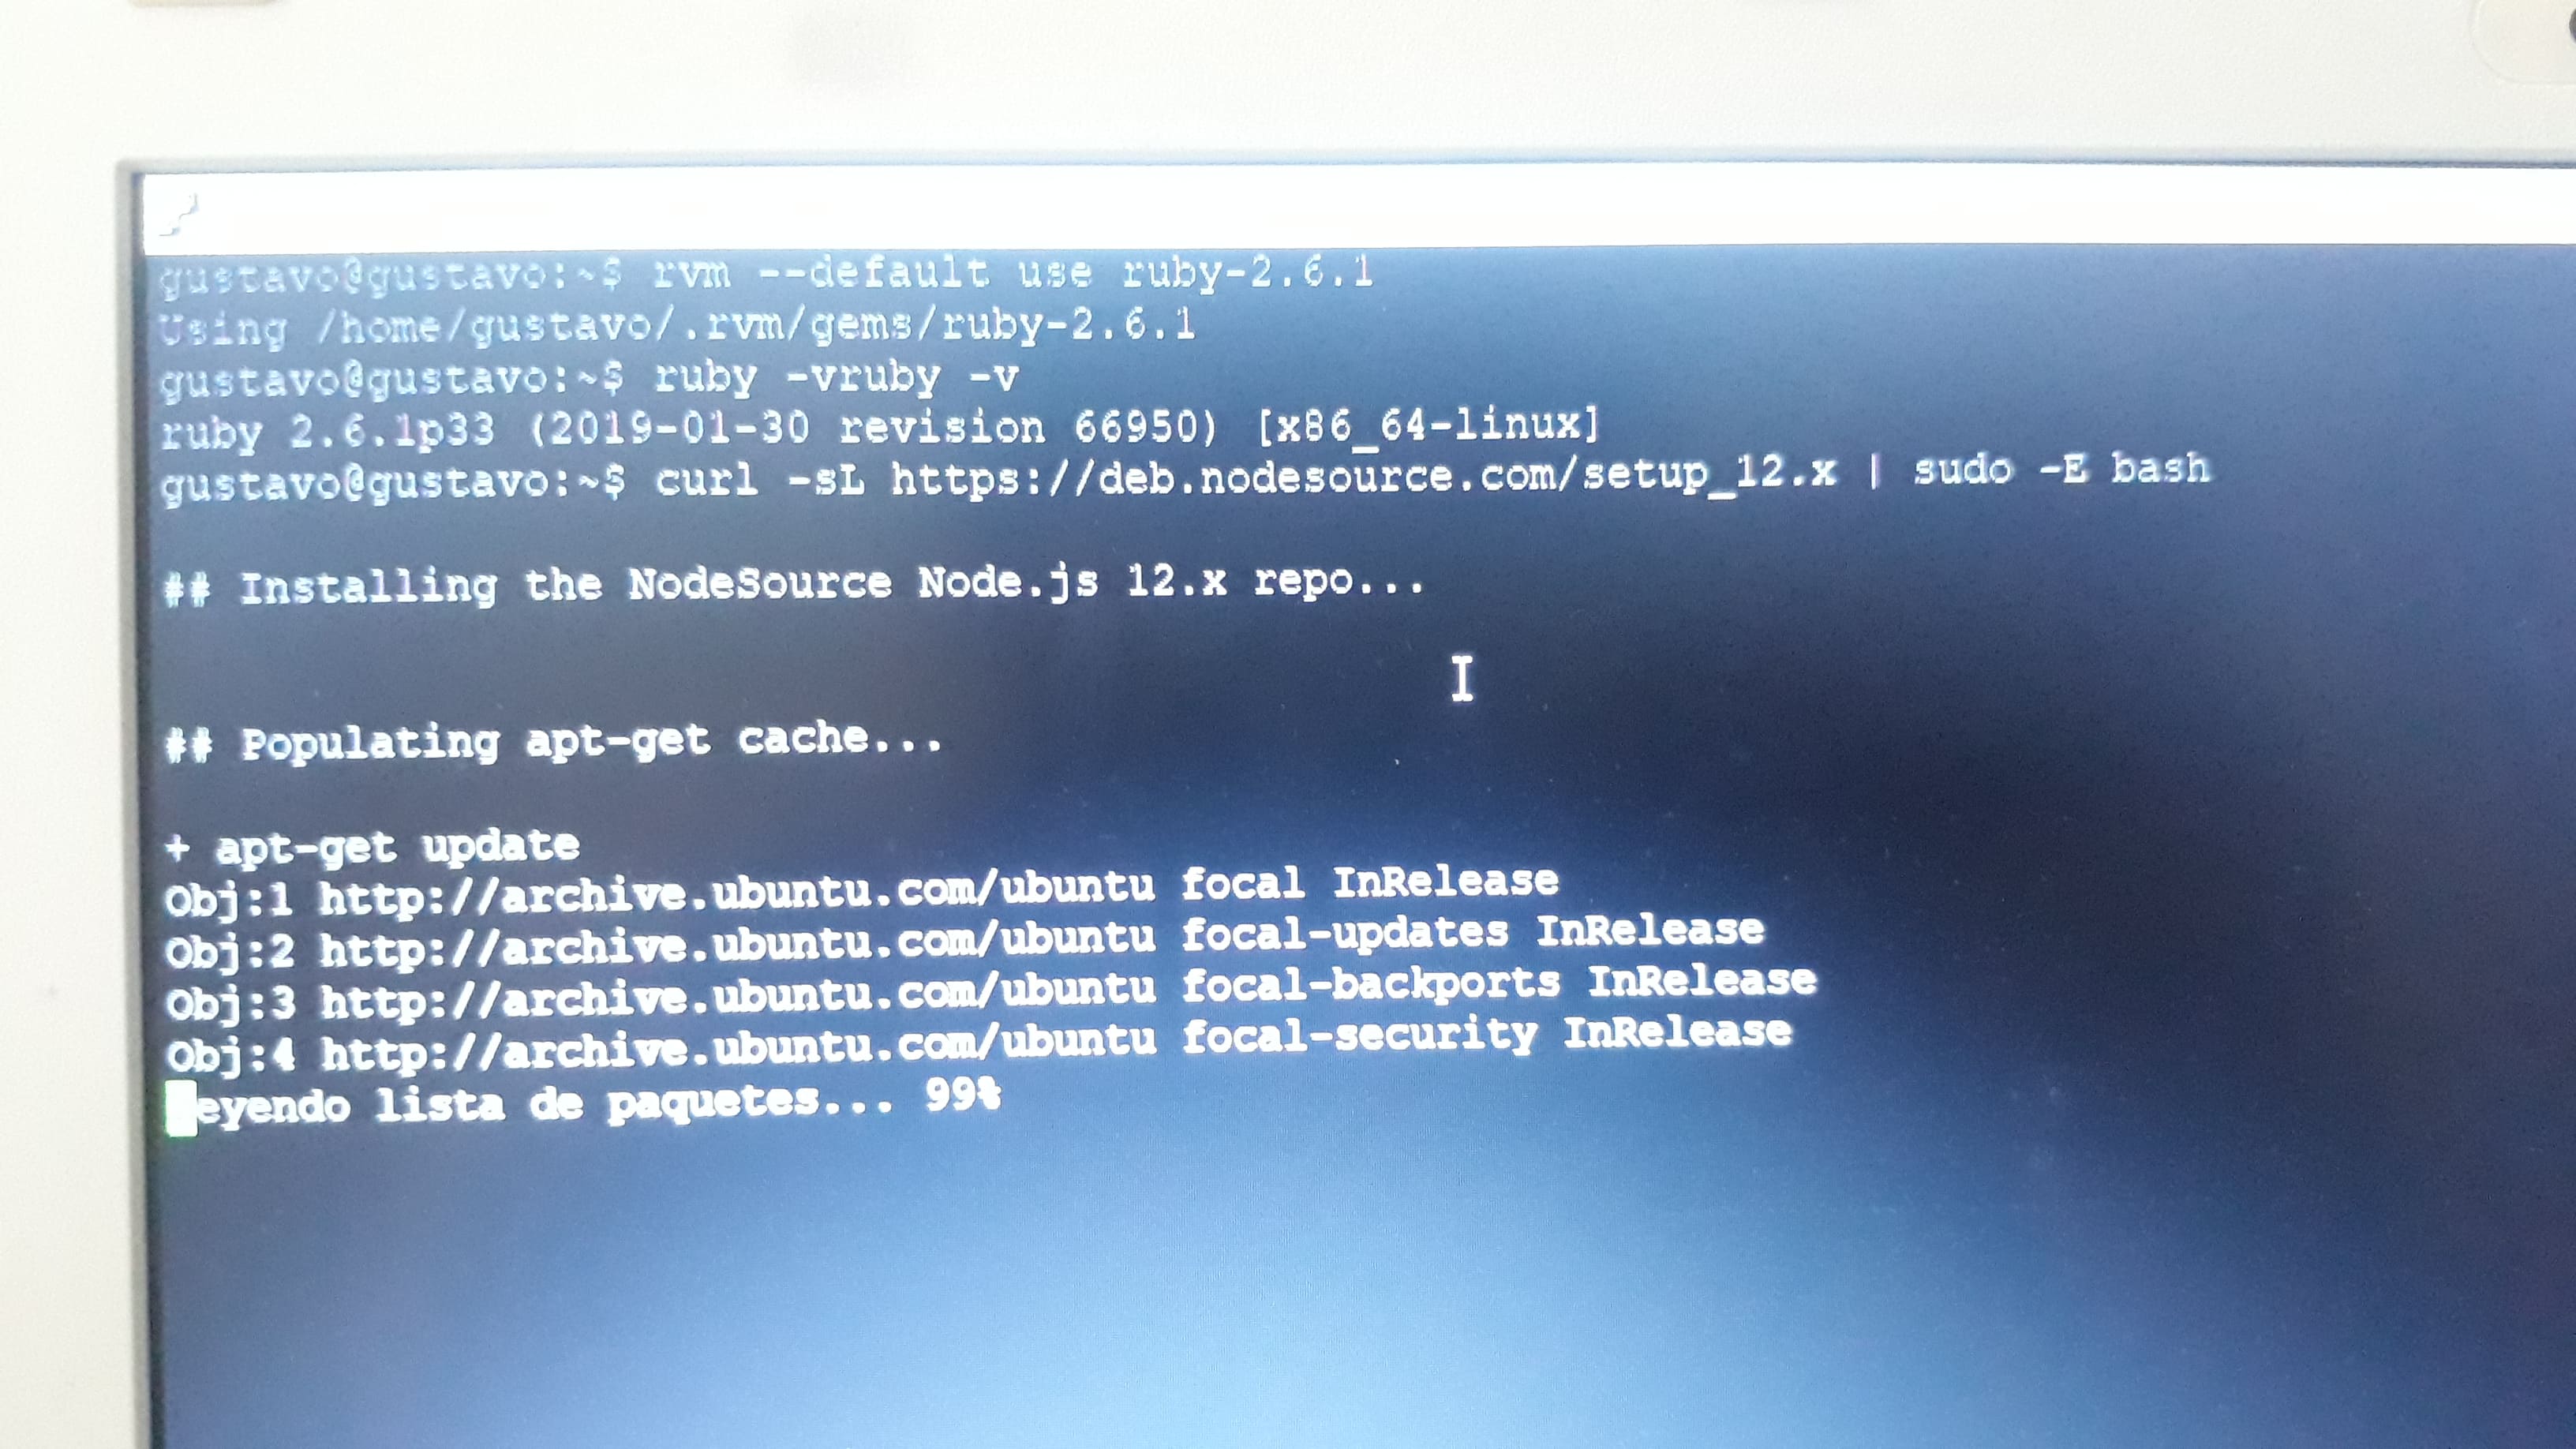 gustavo@gustavo:~$ rvm --default use ruby-2.6.1
Using /home/gustavo/.rvm/gems/ruby-2.6.1
gustavo@gustavo:~$ ruby -vruby -v
ruby 2.6.1p33 (2019-01-30 revision 66950) [x86_64-linux]
gustavo@gustavo:~$ curl -sL https://deb.nodesource.com/setup_12.x | sudo -E bash
## Installing the NodeSource Node.js 12.x repo...
## Populating apt-get cache...
+ apt-get update
Obj:1 http://archive.ubuntu.com/ubuntu focal InRelease
Obj:2 http://archive.ubuntu.com/ubuntu focal-updates InRelease
Obj:3 http://archive.ubuntu.com/ubuntu focal-backports InRelease
Obj:4 http://archive.ubuntu.com/ubuntu focal-security InRelease
eyendo lista de paquetes... 99%